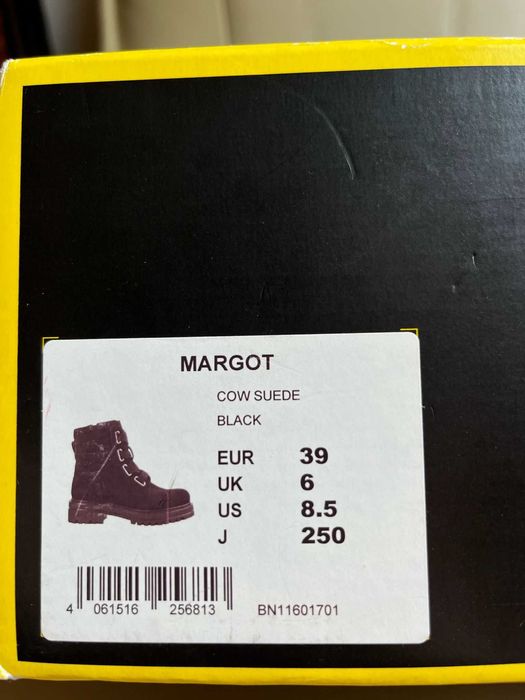 MARGOT
COW SUEDE
BLACK
EUR 39
UK 6
US 8.5
J 250
4 061516 256813 BN11601701